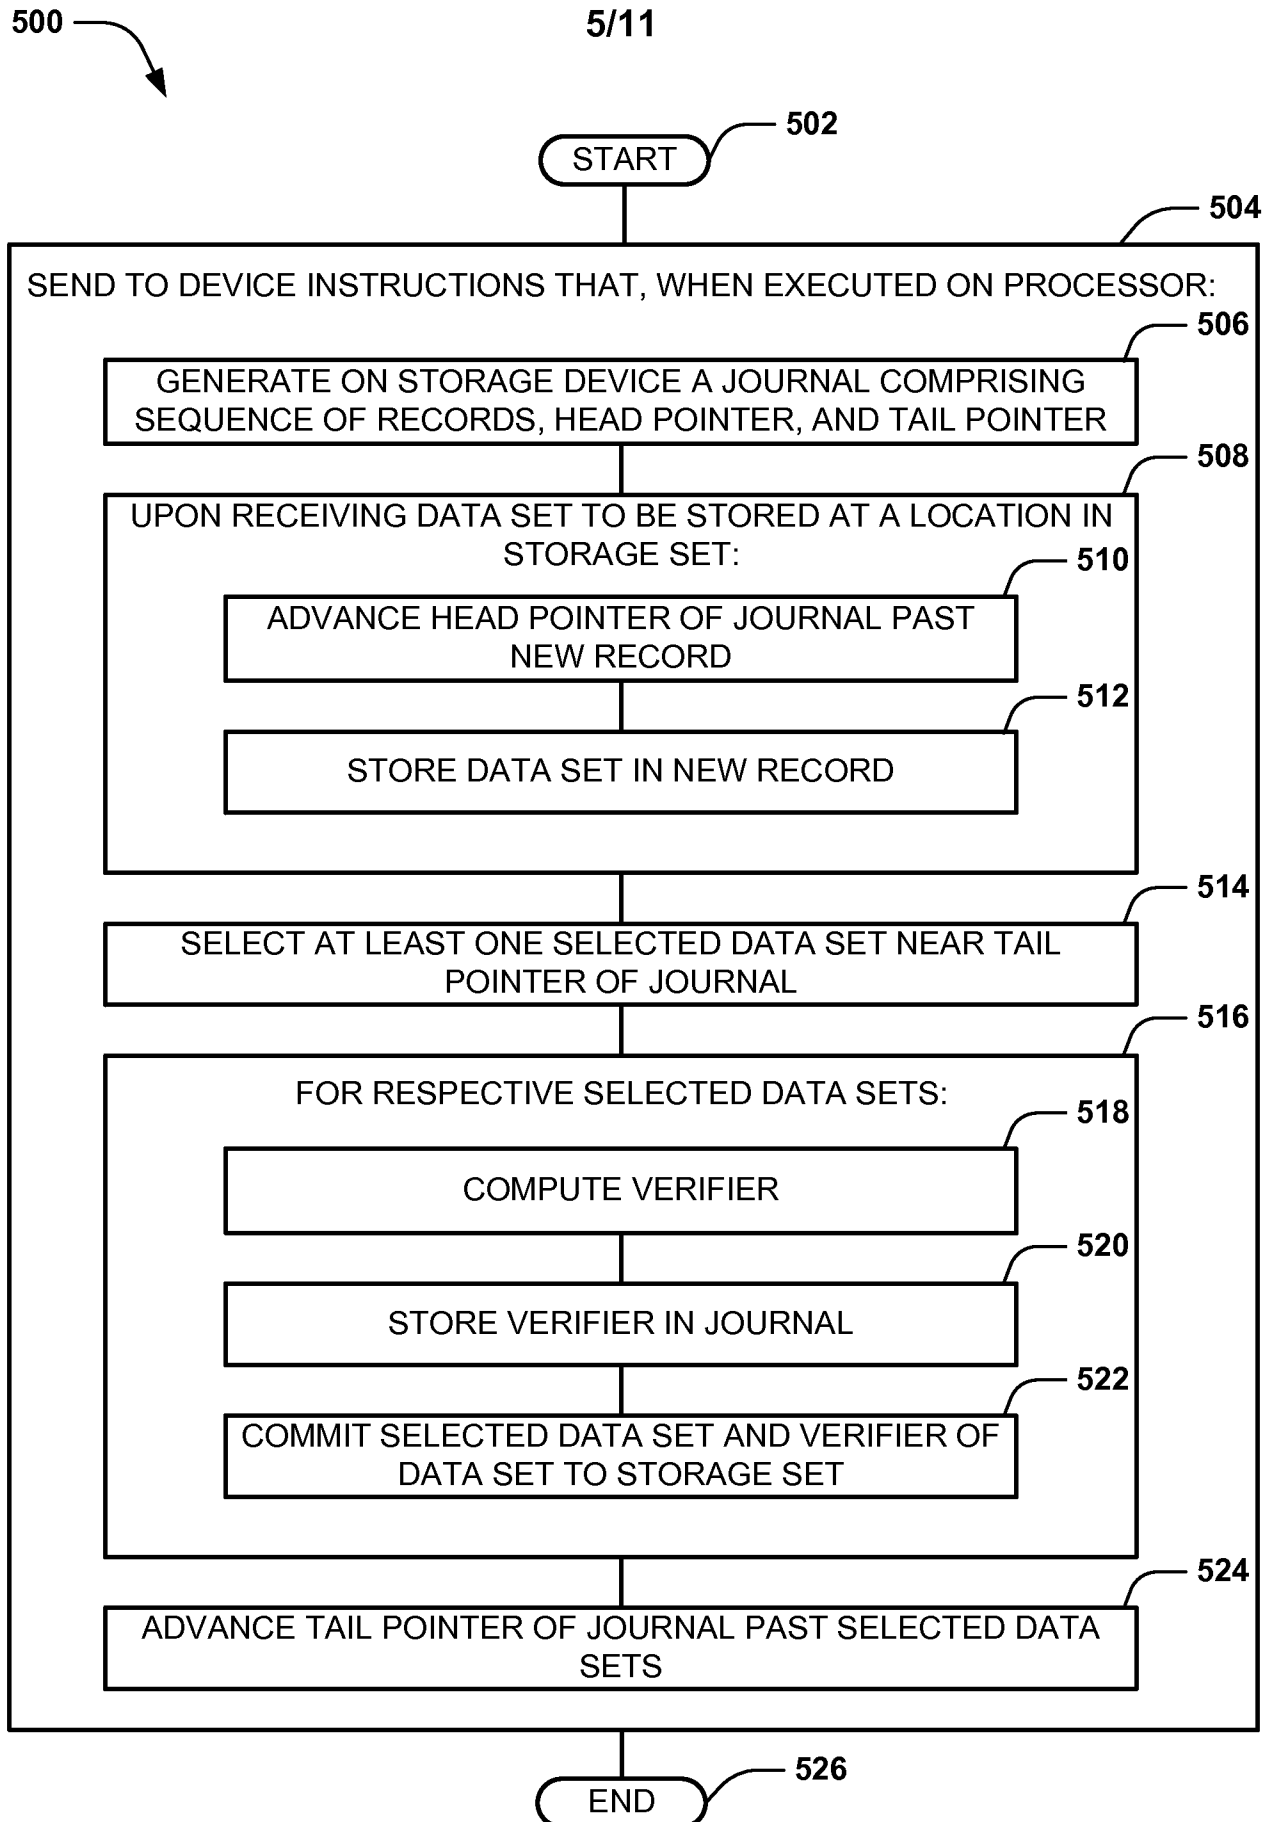 500
5/11
502
START
504
SEND TO DEVICE INSTRUCTIONS THAT, WHEN EXECUTED ON PROCESSOR:
506
GENERATE ON STORAGE DEVICE A JOURNAL COMPRISING
SEQUENCE OF RECORDS, HEAD POINTER, AND TAIL POINTER
508
UPON RECEIVING DATA SET TO BE STORED AT A LOCATION IN
STORAGE SET:
510
ADVANCE HEAD POINTER OF JOURNAL PAST
NEW RECORD
512
STORE DATA SET IN NEW RECORD
514
SELECT AT LEAST ONE SELECTED DATA SET NEAR TAIL
POINTER OF JOURNAL
516
FOR RESPECTIVE SELECTED DATA SETS:
518
COMPUTE VERIFIER
520
STORE VERIFIER IN JOURNAL
522
COMMIT SELECTED DATA SET AND VERIFIER OF
DATA SET TO STORAGE SET
524
ADVANCE TAIL POINTER OF JOURNAL PAST SELECTED DATA
SETS
526
END